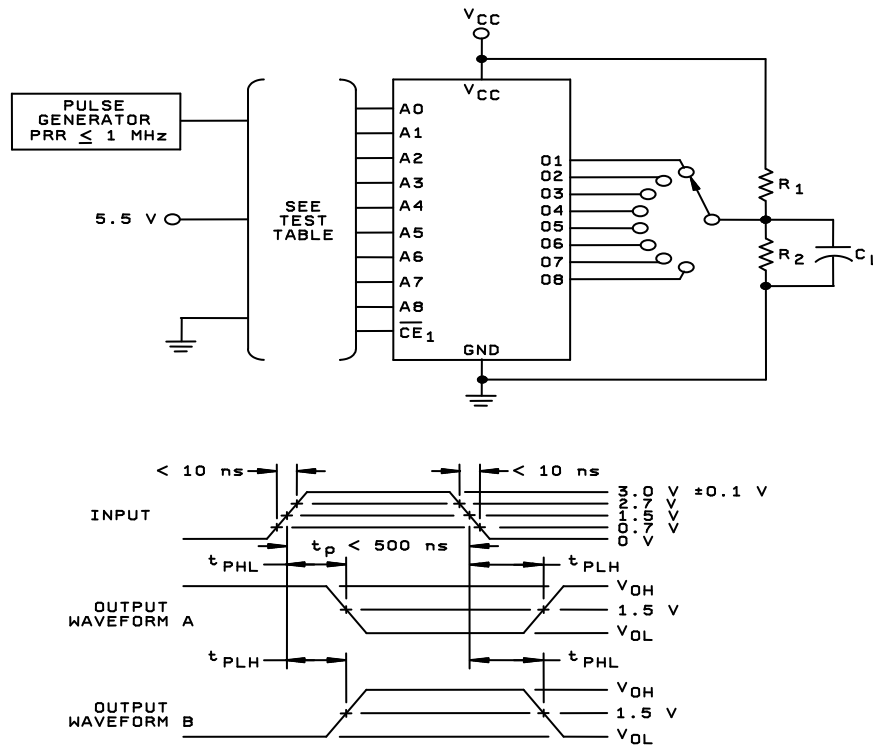 VCC
VCC
PULSE
GENERATOR
PRR ≤ 1 MHz
5.5 V
SEE
TEST
TABLE
A0
A1
A2
A3
A4
A5
A6
A7
A8
CE1
GND
O1
O2
O3
O4
O5
O6
O7
O8
R1
R2
CL
< 10 ns
< 10 ns
INPUT
3.0 V ±0.1 V
2.7 V
1.5 V
0.7 V
0 V
tp < 500 ns
tPHL
tPLH
OUTPUT
WAVEFORM A
VOH
1.5 V
VOL
tPLH
tPHL
OUTPUT
WAVEFORM B
VOH
1.5 V
VOL